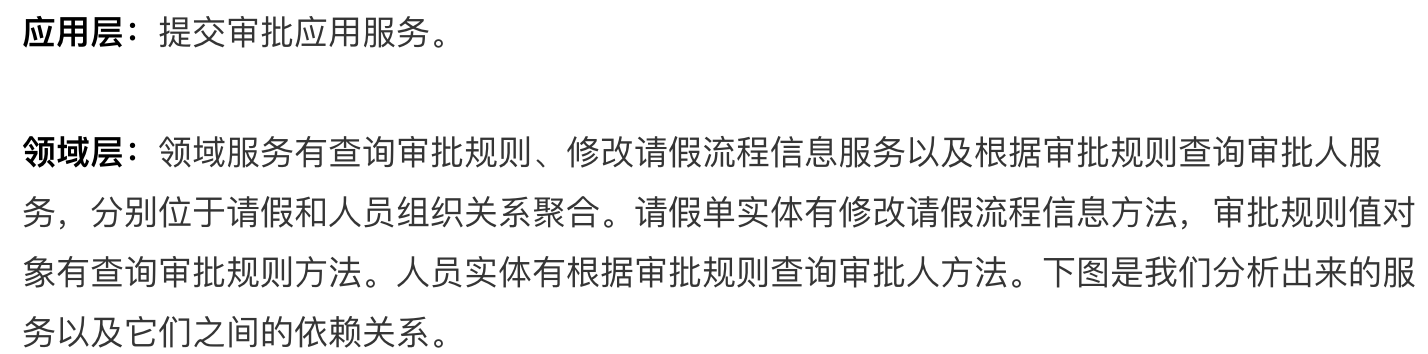 应用层：提交审批应用服务。
领域层：领域服务有查询审批规则、修改请假流程信息服务以及根据审批规则查询审批人服
务，分别位于请假和人员组织关系聚合。请假单实体有修改请假流程信息方法，审批规则值对
象有查询审批规则方法。人员实体有根据审批规则查询审批人方法。下图是我们分析出来的服
务以及它们之间的依赖关系。